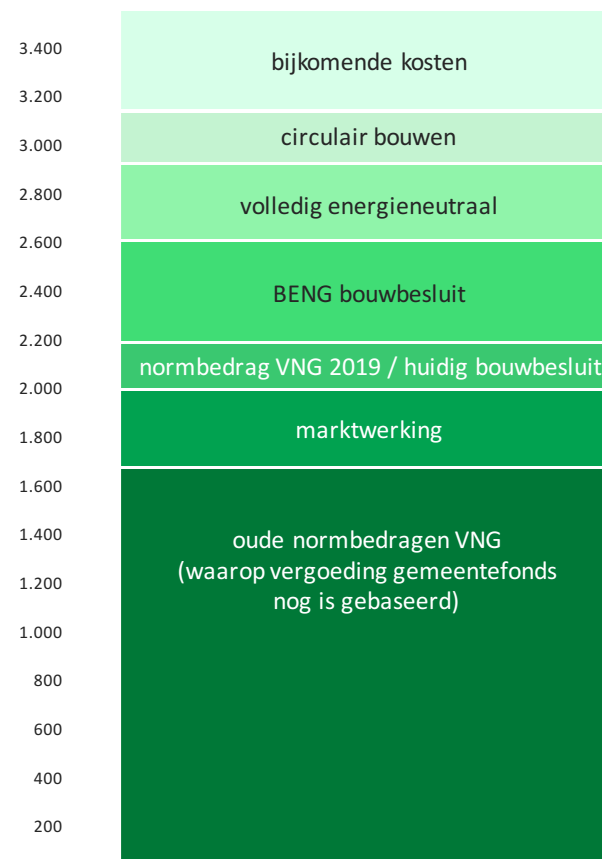 3.400
bijkomende kosten
3.200
3.000
circulair bouwen
2.800
volledig energieneutraal
2.600
2.400
BENG bouwbesluit
2.200
normbedrag VNG 2019 / huidig bouwbesluit
2.000
1.800
marktwerking
1.600
1.400
oude normbedragen VNG
(waarop vergoeding gemeentefonds
nog is gebaseerd)
1.200
1.000
800
600
400
200